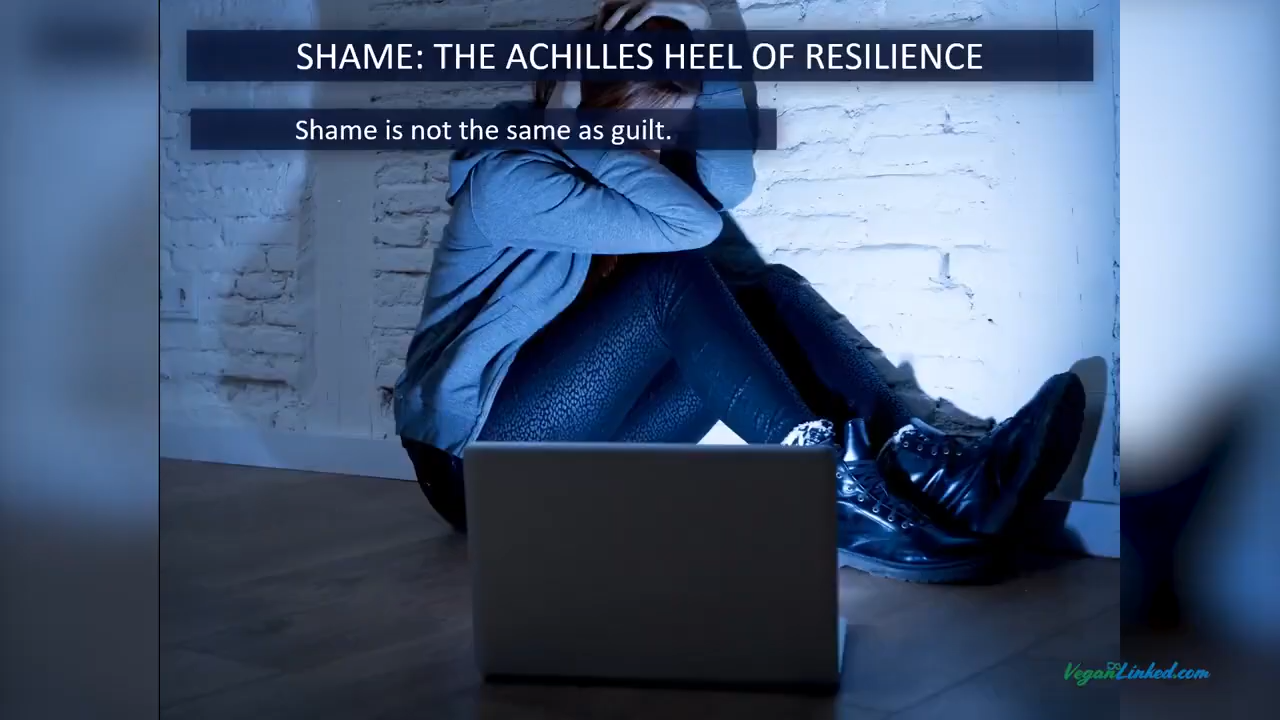 SHAME: THE ACHILLES HEEL OF RESILIENCE
Shame is not the same as guilt.
VeganLinked.com